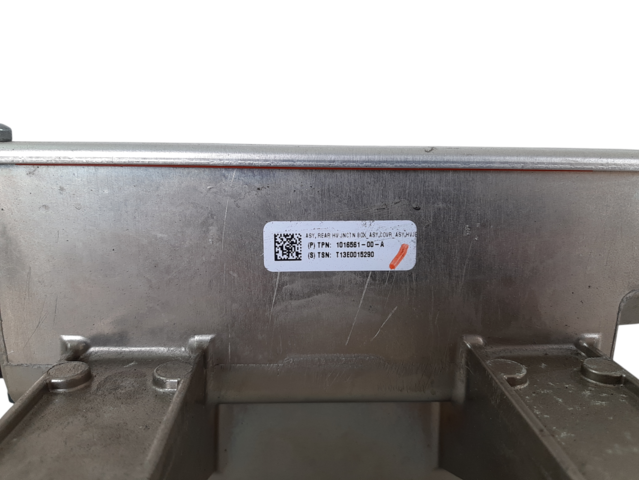 ASY, REAR HV JNCTN BOX, ASY,COVR, ASY,HVJB
(P) TPN: 1016561-00-A
(S) TSN: T13E0015290